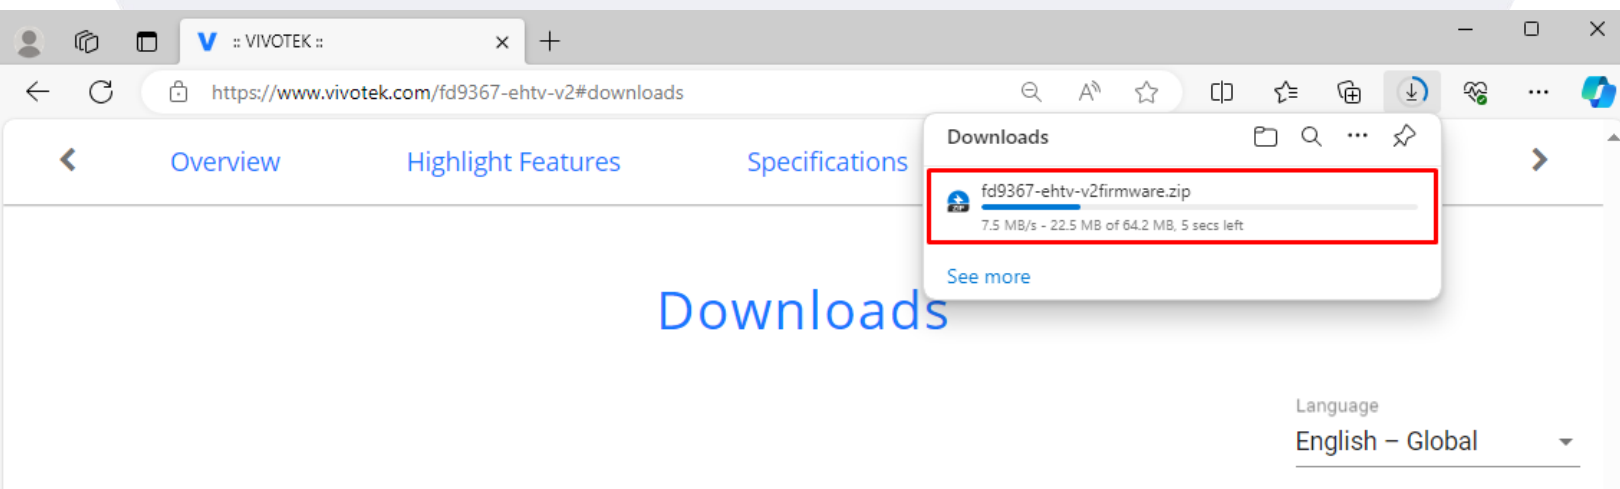 :: VIVOTEK ::
https://www.vivotek.com/fd9367-ehtv-v2#downloads
Downloads
Overview
Highlight Features
Specifications
fd9367-ehtv-v2firmware.zip
ZIP
7.5 MB/s - 22.5 MB of 64.2 MB, 5 secs left
See more
Downloads
Language
English – Global